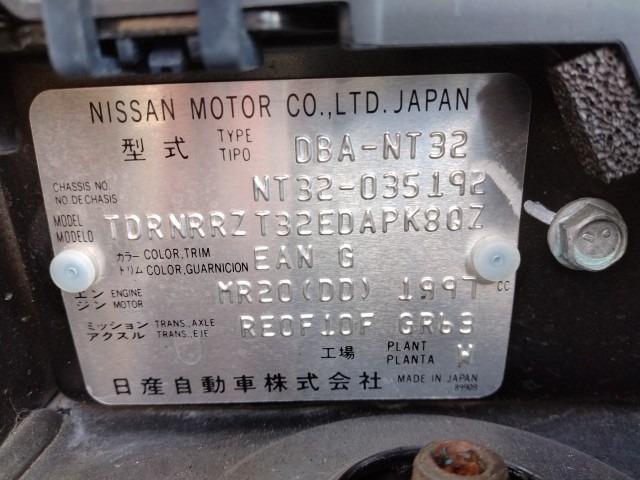 NISSAN MOTOR CO.,LTD. JAPAN
型式 TYPE TIPO DBA-NT32
CHASSIS NO. NO.DE CHASIS NT32-035192
MODEL MODELO TDRNRRZ T32EDAPK8QZ
カラー COLOR,TRIM
トリム COLOR,GUARNICION EAN G
エン ENGINE
ジン MOTOR MR20(DD) 1997 CC
ミッション TRANS.,AXLE
アクスル TRANS.,EJE RE0F10F GR63
工場 PLANT PLANTA W
日産自動車株式会社 MADE IN JAPAN
8990B